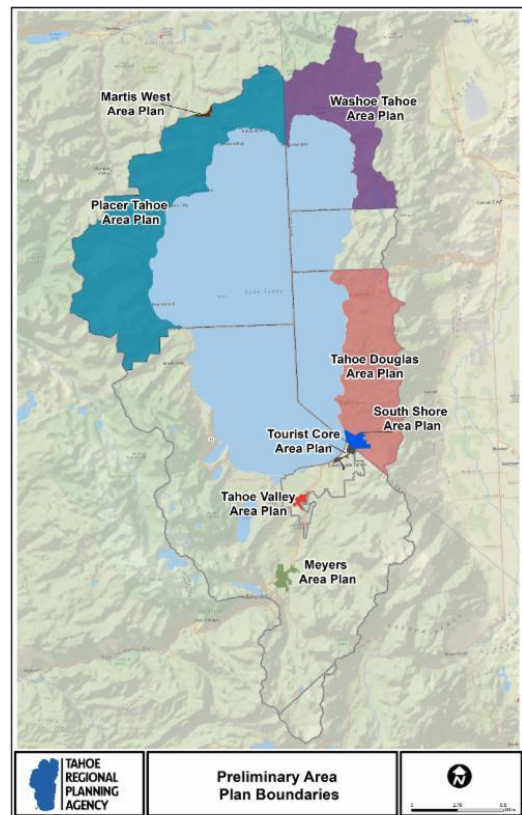 Martis West
Area Plan
Washoe Tahoe
Area Plan
Placer Tahoe
Area Plan
Lake Tahoe
Tahoe Douglas
Area Plan
South Shore
Area Plan
Tourist Core
Area Plan
Tahoe Valley
Area Plan
Meyers
Area Plan
TAHOE
REGIONAL
PLANNING
AGENCY
Preliminary Area
Plan Boundaries
N